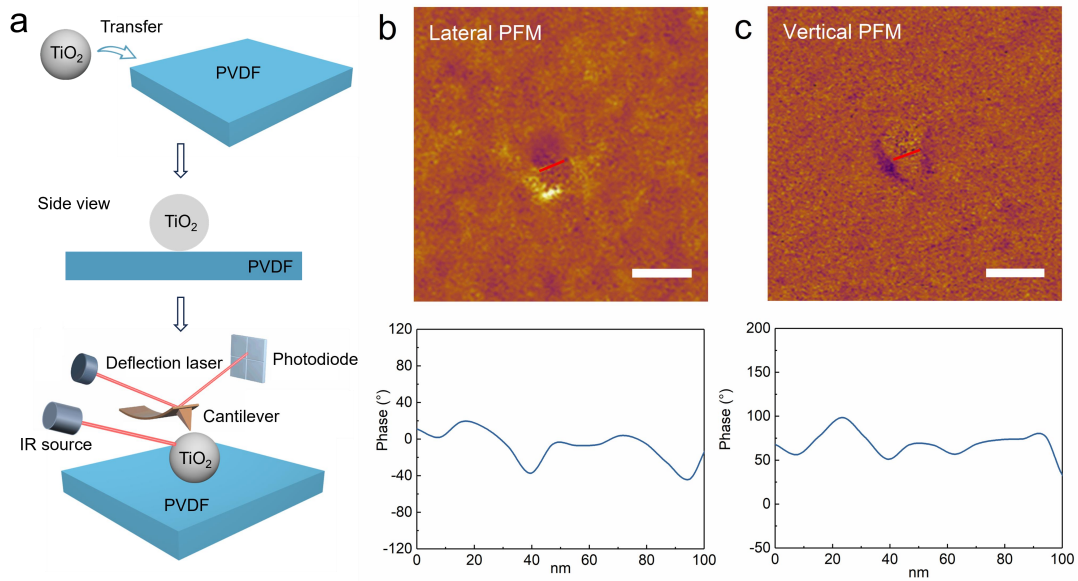 a
TiO₂
Transfer
PVDF
Side view
TiO₂
PVDF
Deflection laser
Photodiode
Cantilever
IR source
TiO₂
PVDF
b
Lateral PFM
120
80
40
0
-40
-80
-120
Phase (°)
0 20 40 60 80 100
nm
c
Vertical PFM
200
150
100
50
0
-50
Phase (°)
0 20 40 60 80 100
nm